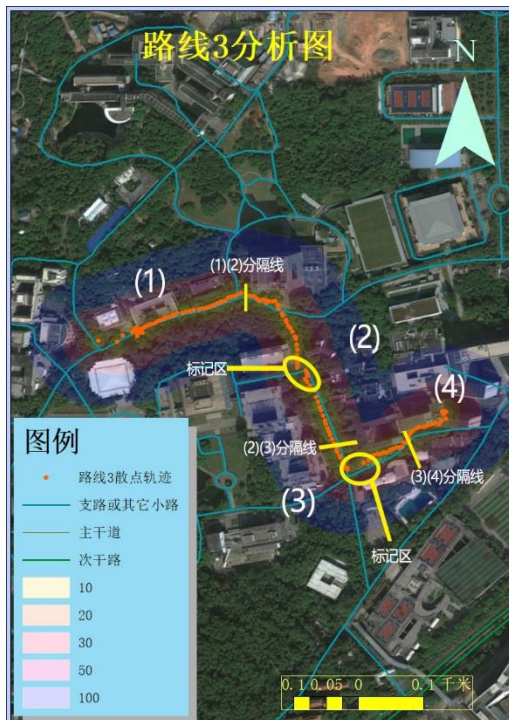 路线3分析图
N
(1)
(1)(2)分隔线
(2)
标记区
(4)
(2)(3)分隔线
(3)(4)分隔线
(3)
标记区
图例
路线3散点轨迹
支路或其它小路
主干道
次干路
10
20
30
50
100
0.1 0.05 0 0.1 千米